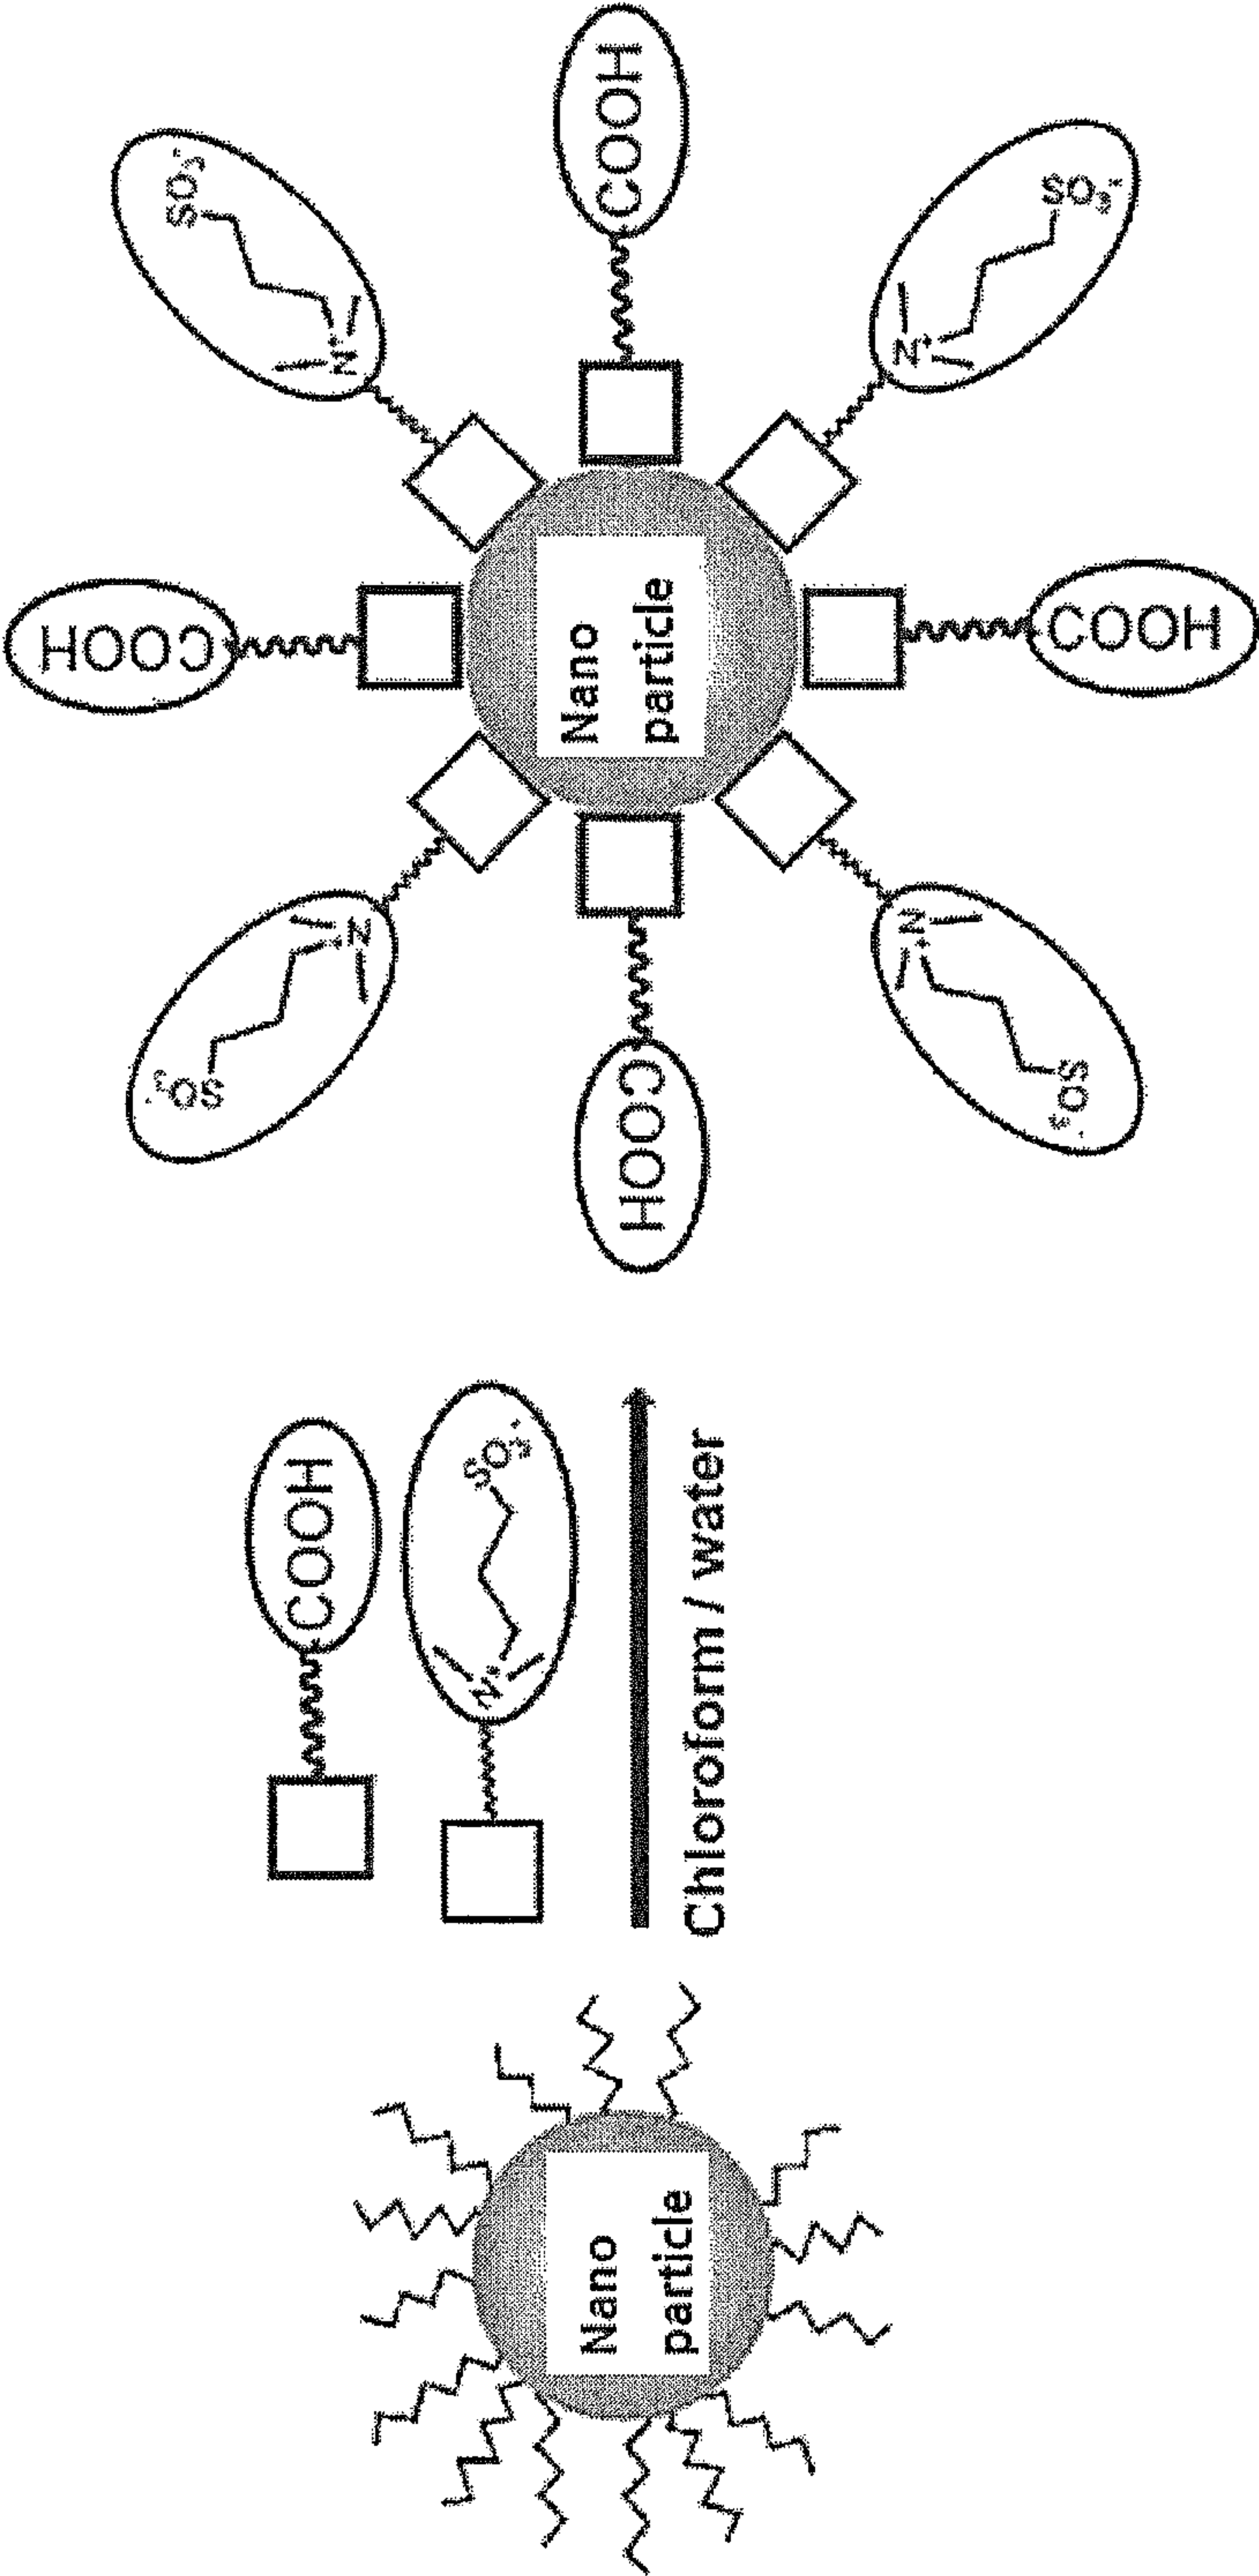 Nano
particle
COOH
N⁺
SO₃⁻
Chloroform / water
COOH
SO₃⁻
N⁺
SO₃⁻
N⁺
COOH
Nano
particle
COOH
N⁺
SO₃⁻
N⁺
SO₃⁻
COOH